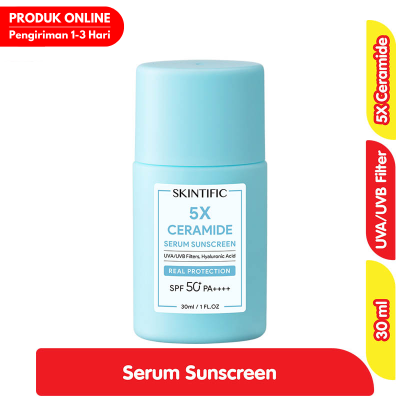 PRODUK ONLINE
Pengiriman 1-3 Hari
SKINTIFIC
5X
CERAMIDE
SERUM SUNSCREEN
UVA/UVB Filters, Hyaluronic Acid
REAL PROTECTION
SPF 50+ PA++++
30ml / 1 FL.OZ
5X Ceramide
UVA/UVB Filter
30 ml
Serum Sunscreen